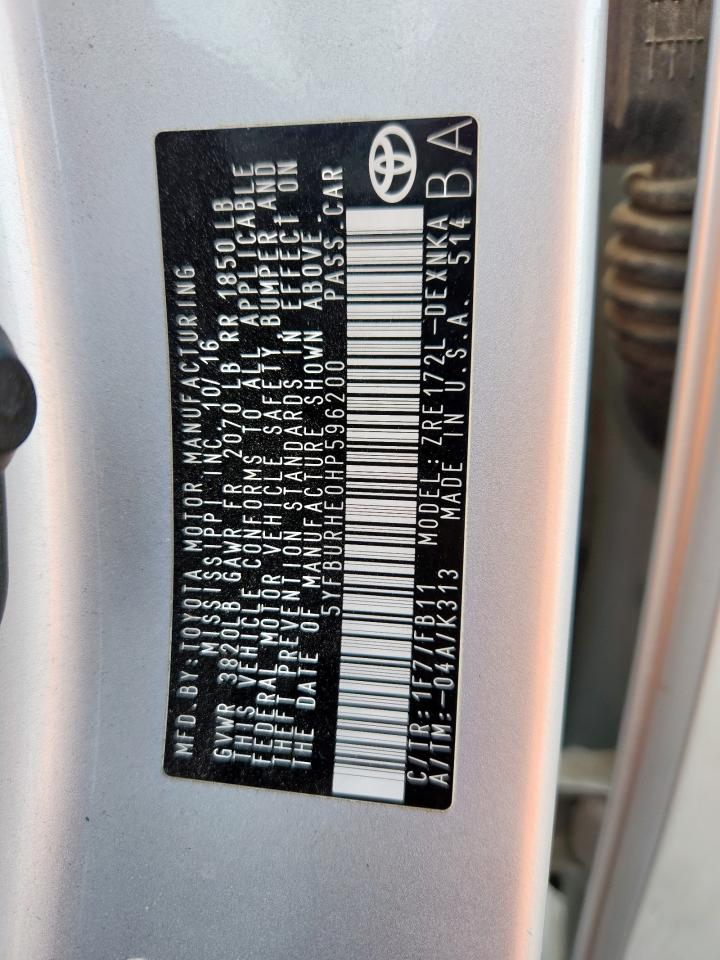 MFD.BY:TOYOTA MOTOR MANUFACTURING
MISSISSIPPI INC. 10/16
GVWR 3820LB GAWR FR 2070LB RR 1850LB
THIS VEHICLE CONFORMS TO ALL APPLICABLE
FEDERAL MOTOR VEHICLE SAFETY BUMPER AND
THEFT PREVENTION STANDARDS IN EFFECT ON
THE DATE OF MANUFACTURE SHOWN ABOVE.
5YFBURHE0HP596200 PASS.CAR
C/TR:1F7/FB11 MODEL:ZRE172L-DEXNKA
A/TM:-04A/K313 MADE IN U.S.A. 514
BA